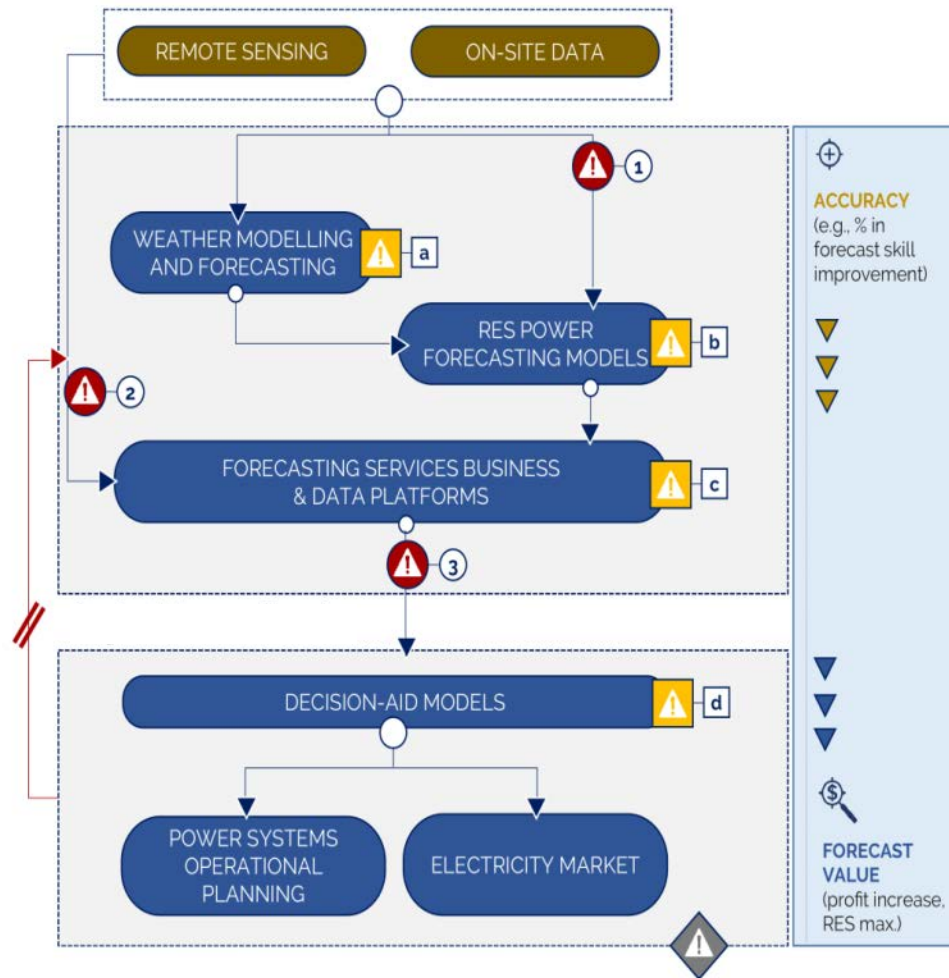 REMOTE SENSING
ON-SITE DATA
1
WEATHER MODELLING
AND FORECASTING
a
RES POWER
FORECASTING MODELS
b
2
FORECASTING SERVICES BUSINESS
& DATA PLATFORMS
c
3
DECISION-AID MODELS
d
POWER SYSTEMS
OPERATIONAL
PLANNING
ELECTRICITY MARKET
ACCURACY
(e.g., % in
forecast skill
improvement)
FORECAST
VALUE
(profit increase,
RES max.)